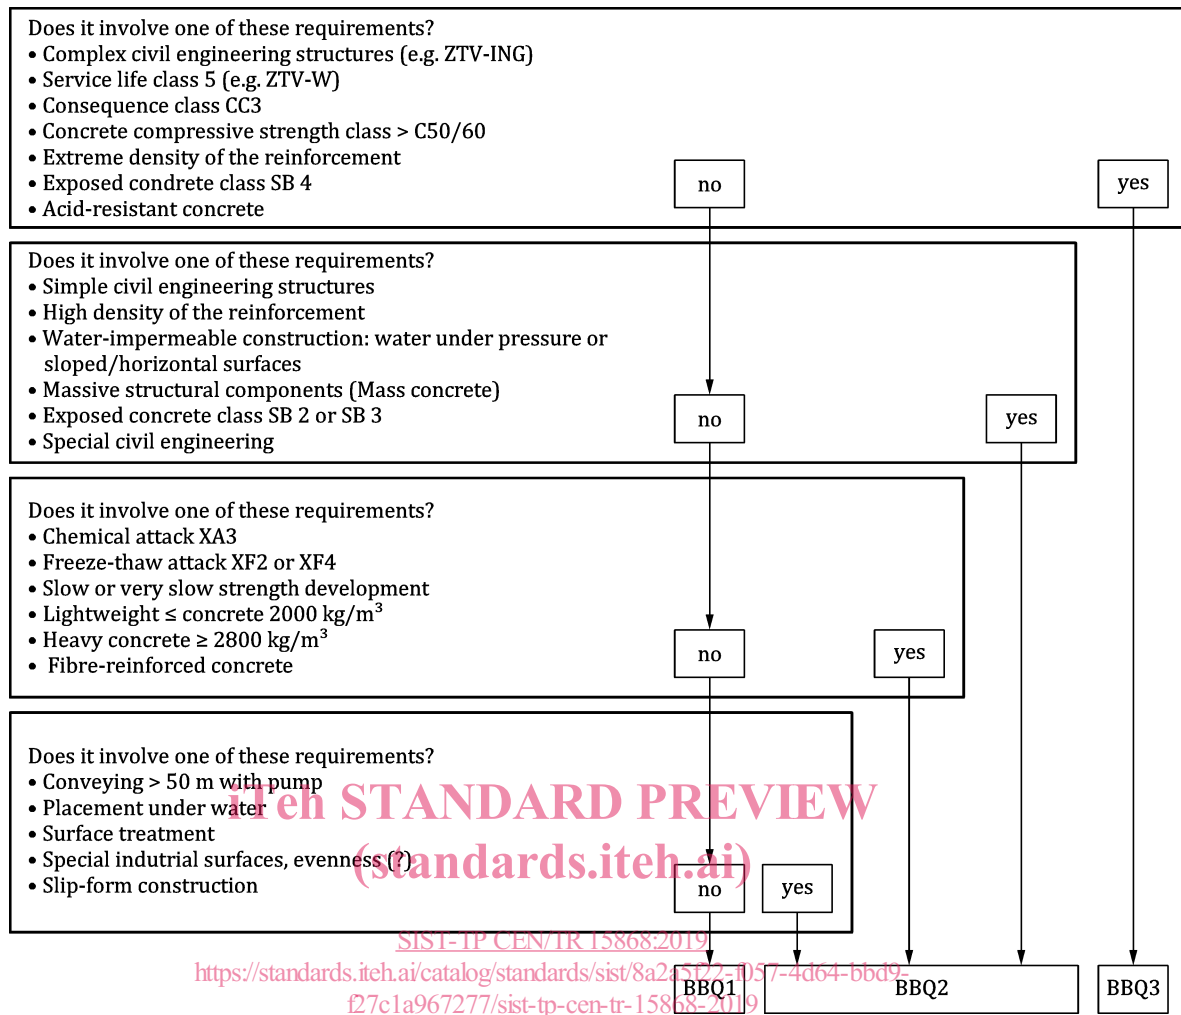 Does it involve one of these requirements?
• Complex civil engineering structures (e.g. ZTV-ING)
• Service life class 5 (e.g. ZTV-W)
• Consequence class CC3
• Concrete compressive strength class > C50/60
• Extreme density of the reinforcement
• Exposed condrete class SB 4
• Acid-resistant concrete
no
yes
Does it involve one of these requirements?
• Simple civil engineering structures
• High density of the reinforcement
• Water-impermeable construction: water under pressure or
sloped/horizontal surfaces
• Massive structural components (Mass concrete)
• Exposed concrete class SB 2 or SB 3
• Special civil engineering
no
yes
Does it involve one of these requirements?
• Chemical attack XA3
• Freeze-thaw attack XF2 or XF4
• Slow or very slow strength development
• Lightweight ≤ concrete 2000 kg/m³
• Heavy concrete ≥ 2800 kg/m³
• Fibre-reinforced concrete
no
yes
Does it involve one of these requirements?
• Conveying > 50 m with pump
• Placement under water
• Surface treatment
• Special indutrial surfaces, evenness (?)
• Slip-form construction
no
yes
iTeh STANDARD PREVIEW
(standards.iteh.ai)
SIST-TP CEN/TR 15868:2019
https://standards.iteh.ai/catalog/standards/sist/8a2a5f22-f057-4d64-bbd9-
f27c1a967277/sist-tp-cen-tr-15868-2019
BBQ1
BBQ2
BBQ3